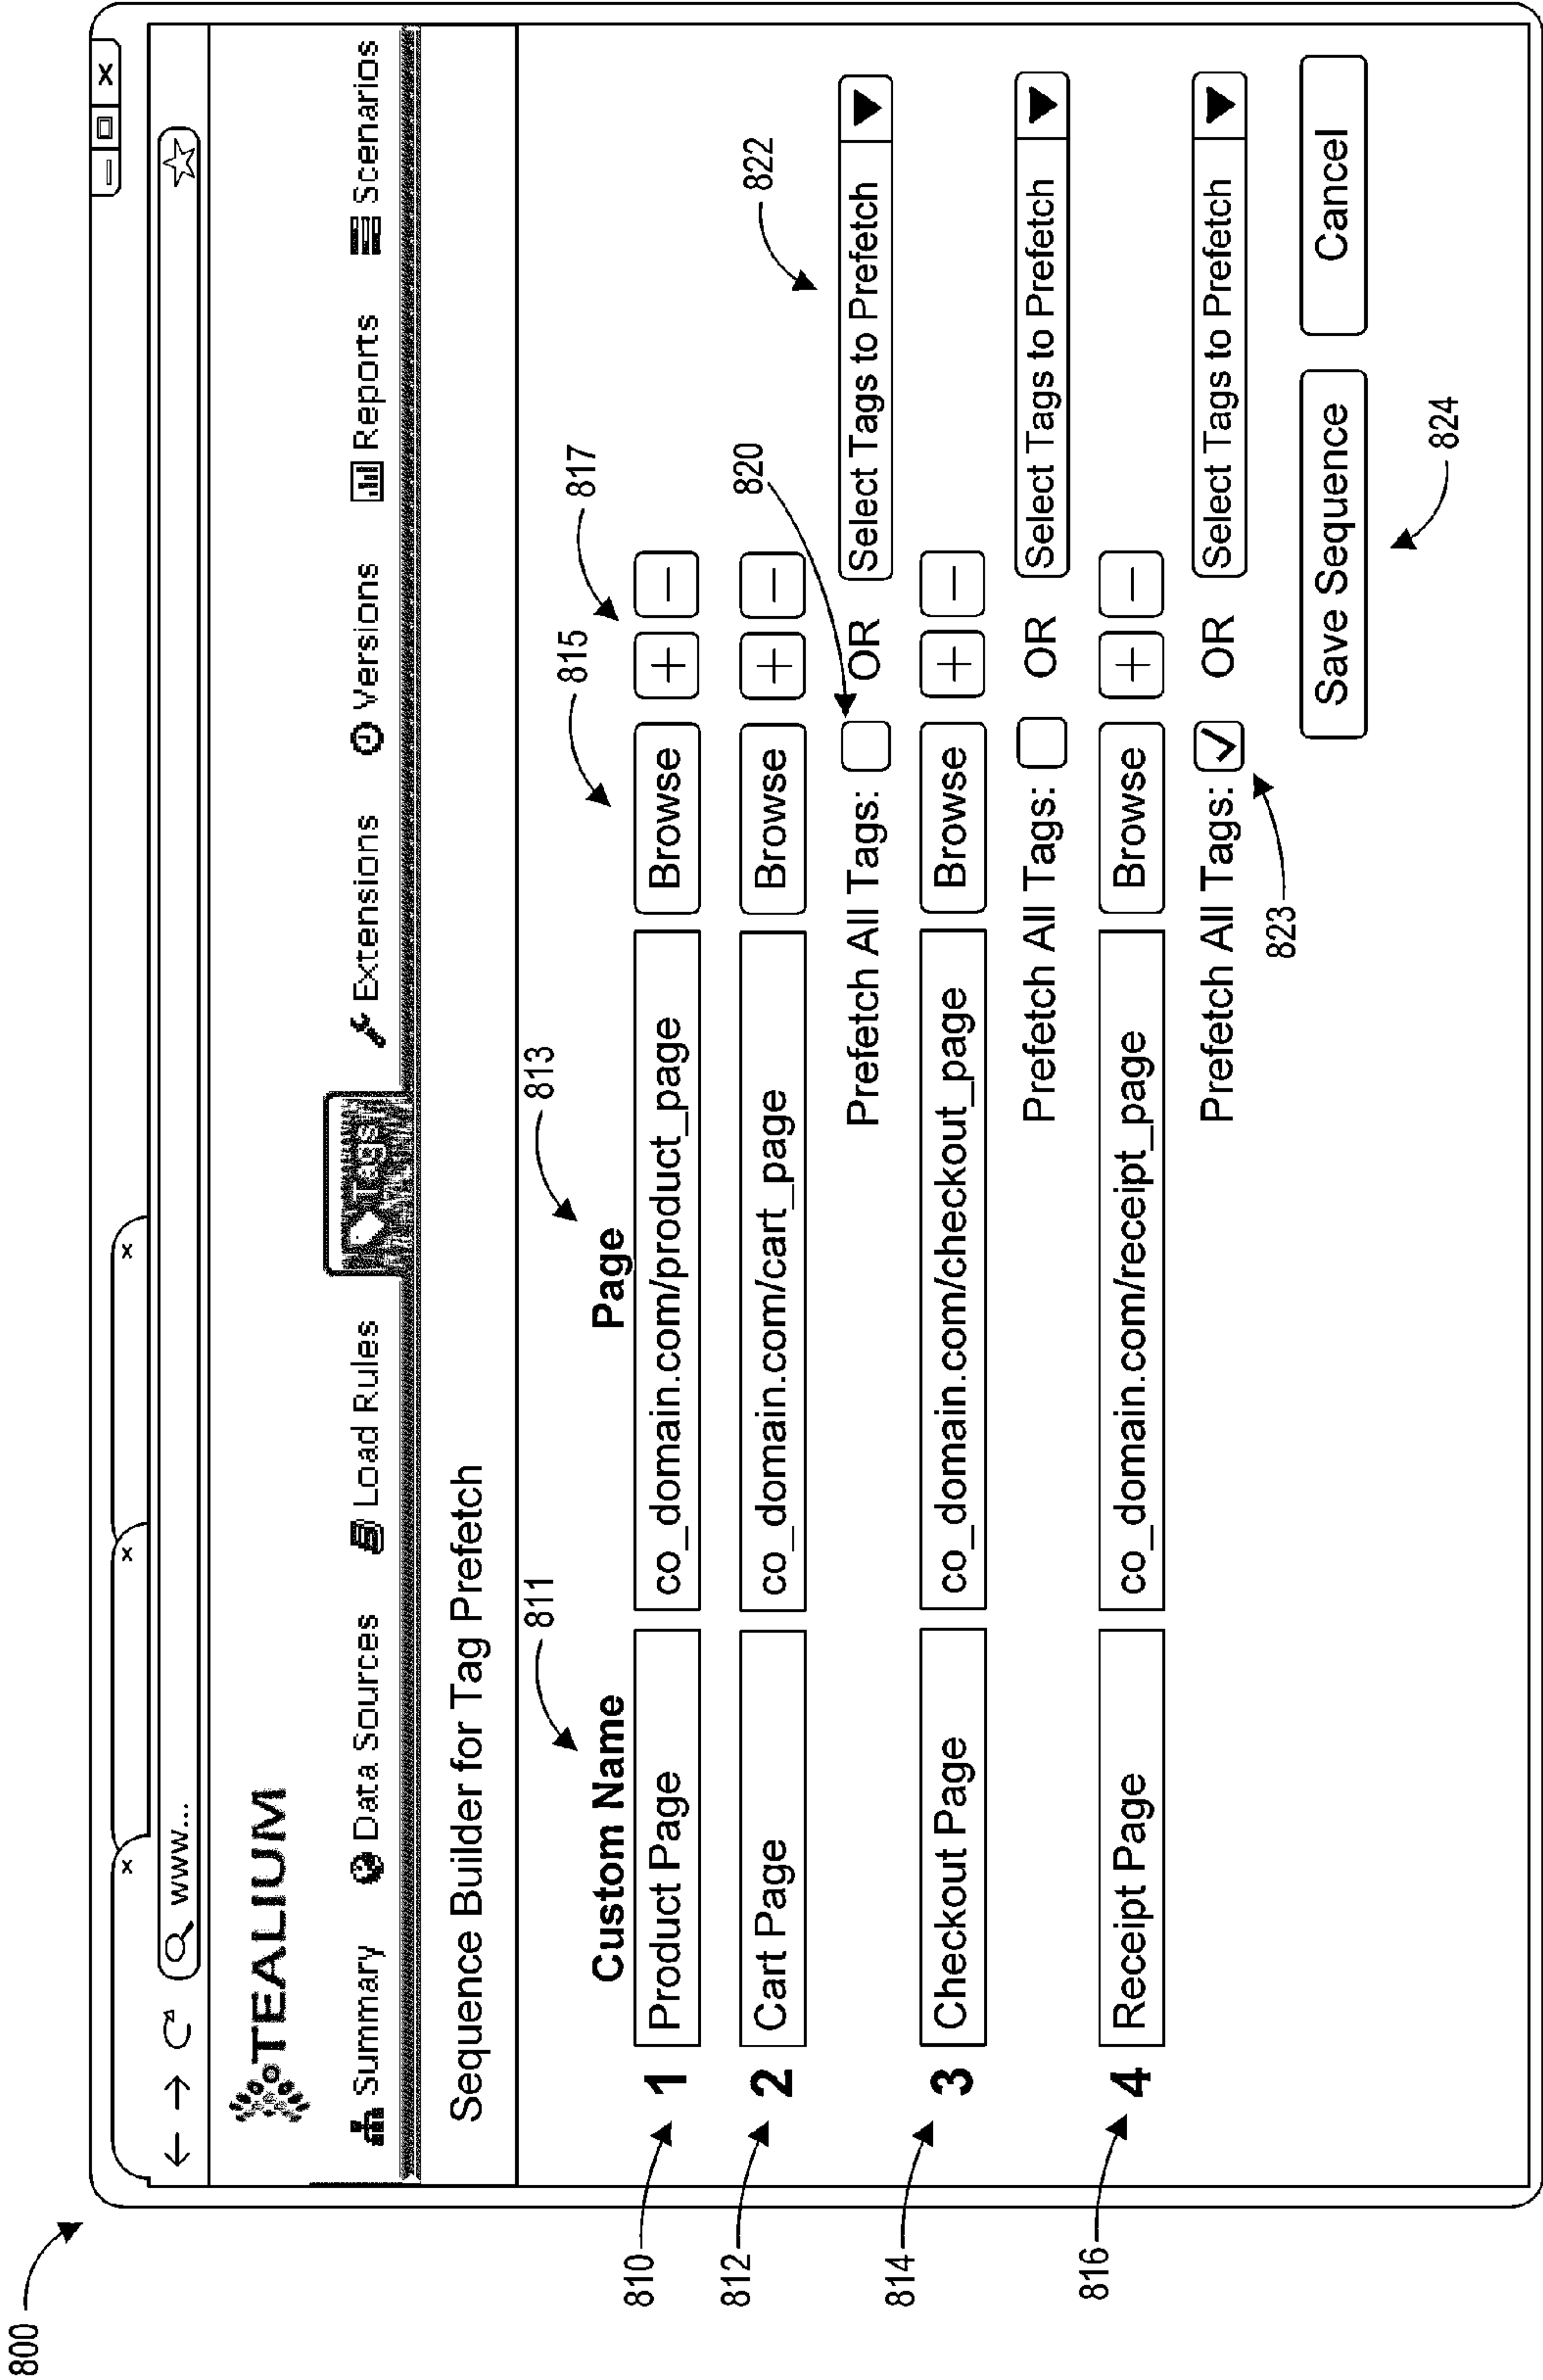 800
x
x
x
x
www...
TEALIUM
Summary Data Sources Load Rules Tags Extensions Versions Reports Scenarios
Sequence Builder for Tag Prefetch
811
813
815
817
Custom Name Page
810
1 Product Page co_domain.com/product_page Browse + −
812
2 Cart Page co_domain.com/cart_page Browse + −
820
822
Prefetch All Tags: OR Select Tags to Prefetch
814
3 Checkout Page co_domain.com/checkout_page Browse + −
Prefetch All Tags: OR Select Tags to Prefetch
816
4 Receipt Page co_domain.com/receipt_page Browse + −
Prefetch All Tags: OR Select Tags to Prefetch
823
Save Sequence Cancel
824